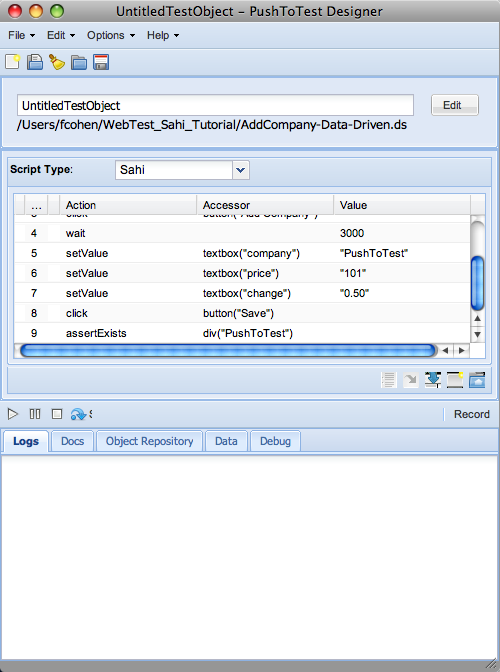 UntitledTestObject – PushToTest Designer
File Edit Options Help
UntitledTestObject Edit
/Users/fcohen/WebTest_Sahi_Tutorial/AddCompany-Data-Driven.ds
Script Type: Sahi
... Action Accessor Value
3 click button("Add Company")
4 wait 3000
5 setValue textbox("company") "PushToTest"
6 setValue textbox("price") "101"
7 setValue textbox("change") "0.50"
8 click button("Save")
9 assertExists div("PushToTest")
Record
Logs Docs Object Repository Data Debug